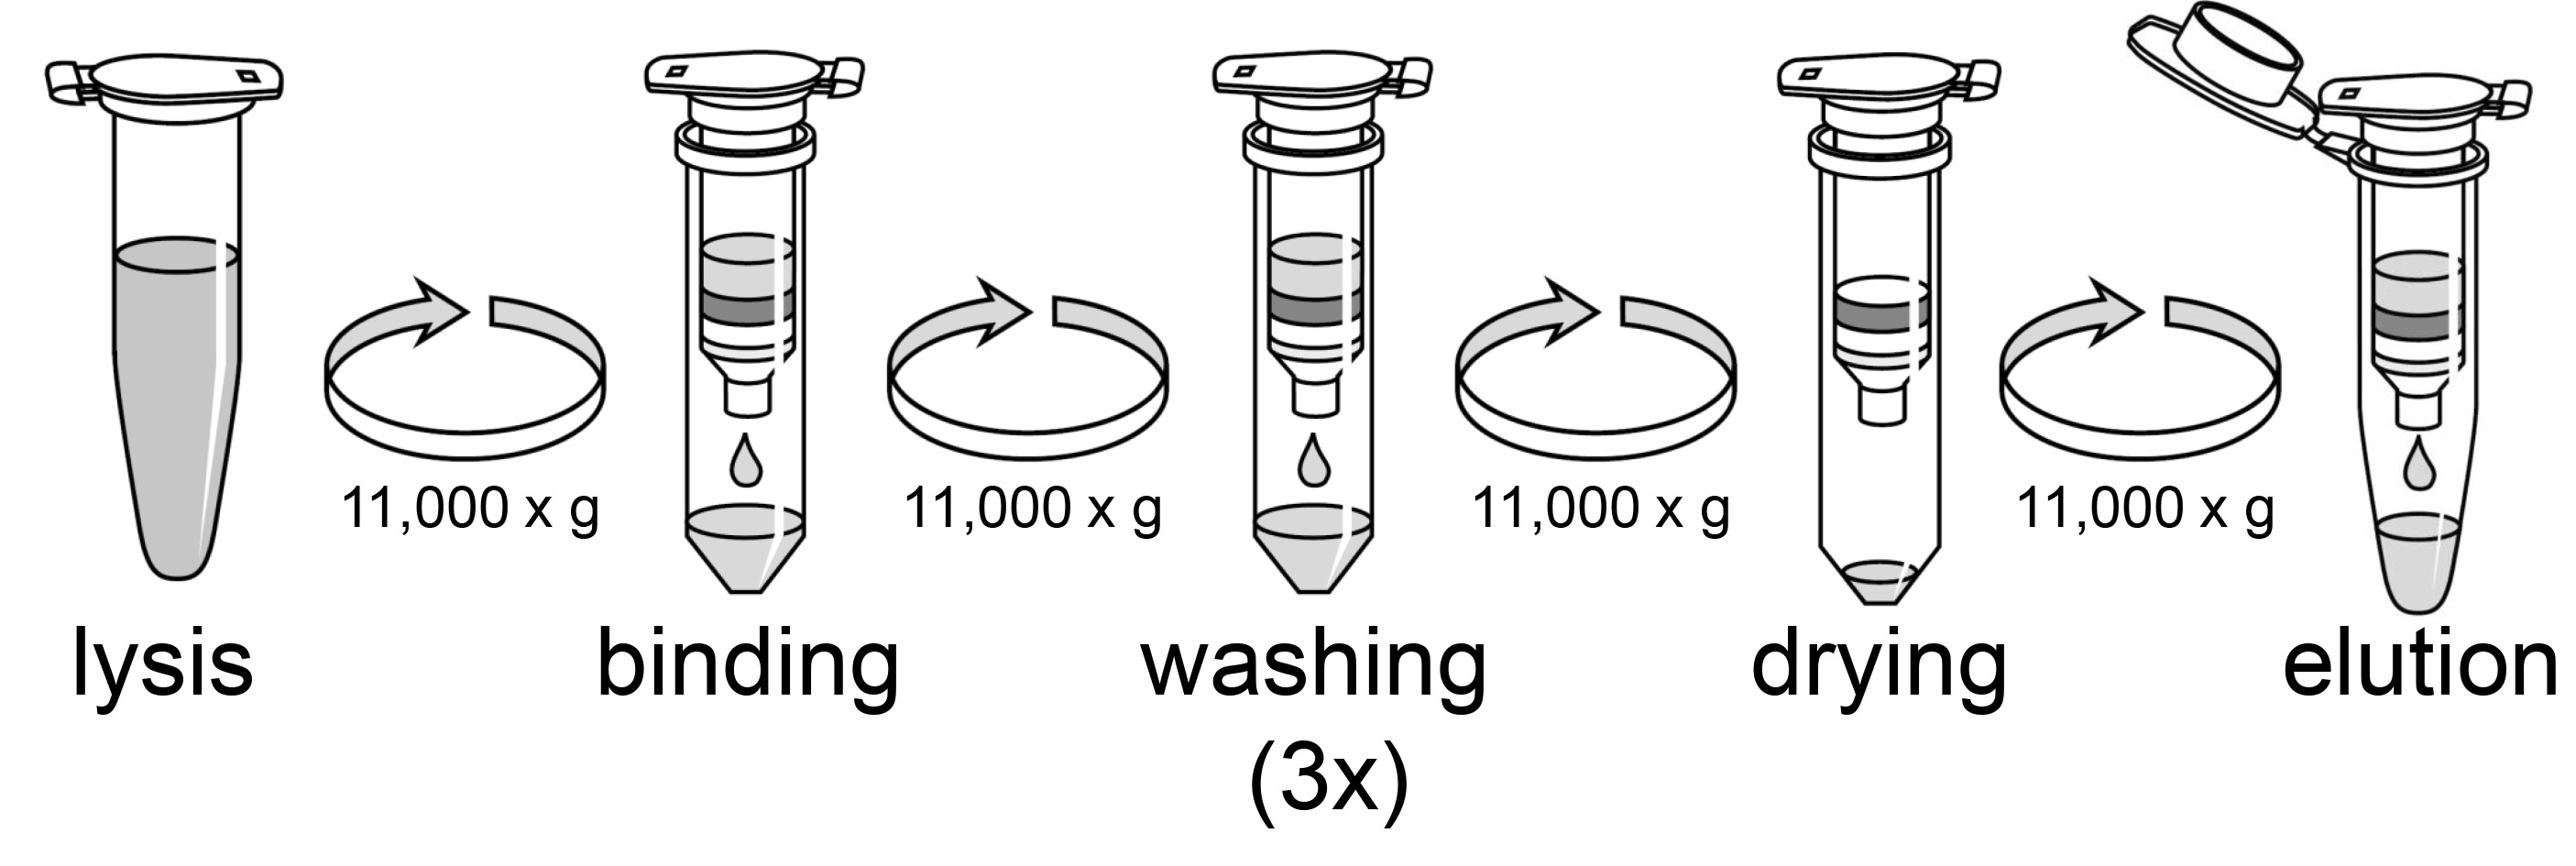 11,000 x g 11,000 x g 11,000 x g 11,000 x g
lysis binding washing drying elution
(3x)